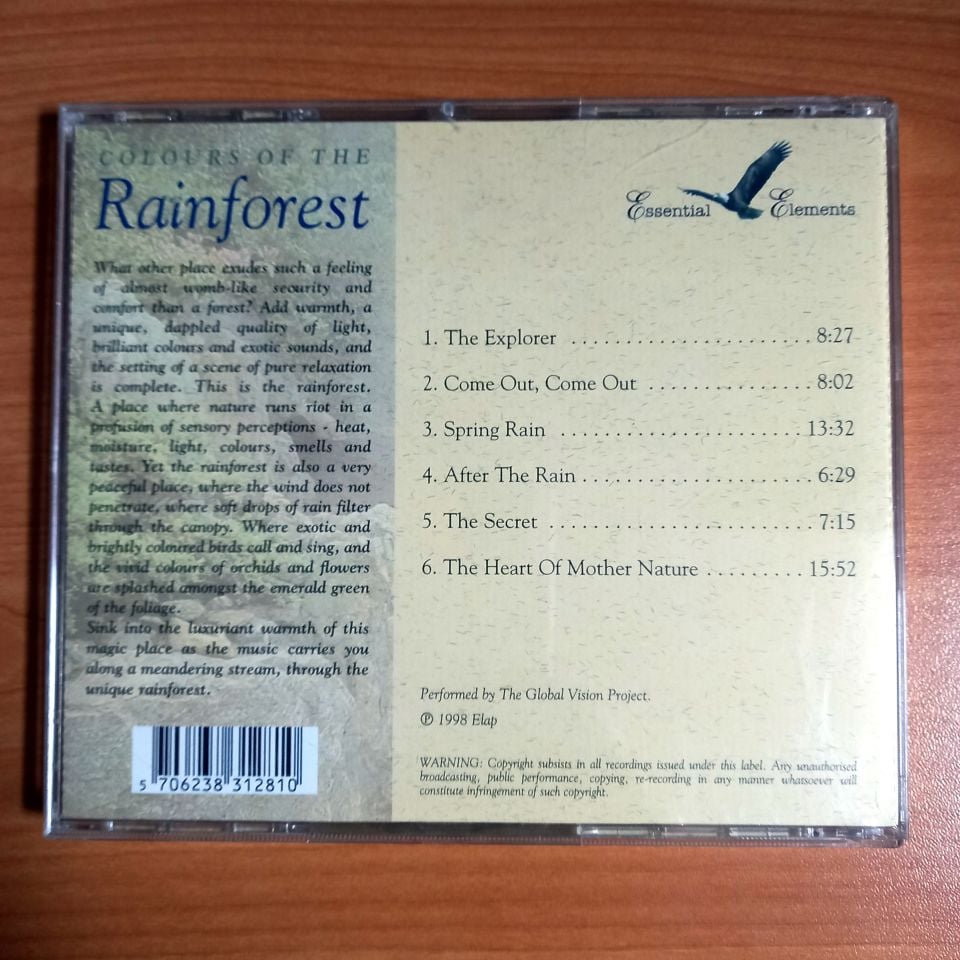 COLOURS OF THE
Rainforest
What other place exudes such a feeling
of almost womb-like security and
comfort than a forest? Add warmth, a
unique, dappled quality of light,
brilliant colours and exotic sounds, and
the setting of a scene of pure relaxation
is complete. This is the rainforest.
A place where nature runs riot in a
profusion of sensory perceptions - heat,
moisture, light, colours, smells and
tastes. Yet the rainforest is also a very
peaceful place, where the wind does not
penetrate, where soft drops of rain filter
through the canopy. Where exotic and
brightly coloured birds call and sing, and
the vivid colours of orchids and flowers
are splashed amongst the emerald green
of the foliage.
Sink into the luxuriant warmth of this
magic place as the music carries you
along a meandering stream, through the
unique rainforest.
5 706238 312810
Essential Elements
1. The Explorer ...................... 8:27
2. Come Out, Come Out ............... 8:02
3. Spring Rain ....................... 13:32
4. After The Rain ..................... 6:29
5. The Secret ........................ 7:15
6. The Heart Of Mother Nature ......... 15:52
Performed by The Global Vision Project.
℗ 1998 Elap
WARNING: Copyright subsists in all recordings issued under this label. Any unauthorised
broadcasting, public performance, copying, re-recording in any manner whatsoever will
constitute infringement of such copyright.